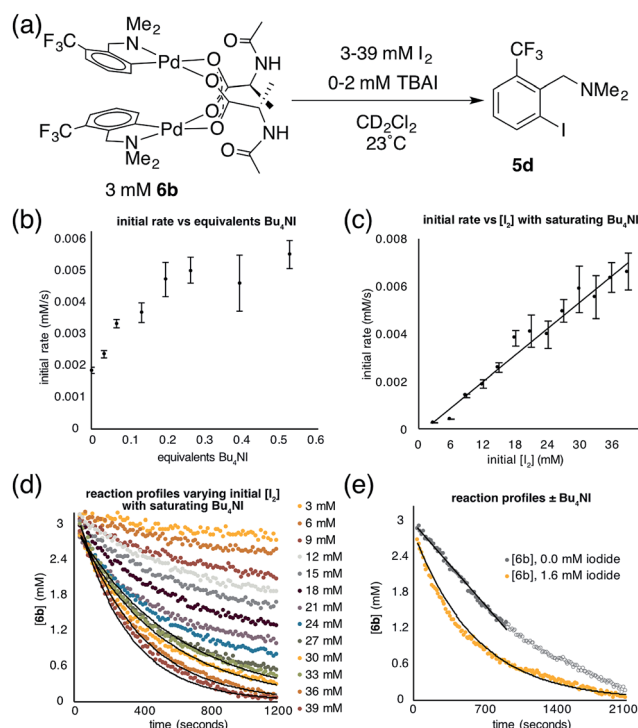 (a)
Me2
N
F3C
Pd
O
O
O
O
NH
O
F3C
Pd
O
O
N
Me2
NH
O
3 mM 6b
3-39 mM I2
0-2 mM TBAI
CD2Cl2
23˚C
CF3
NMe2
I
5d
(b)
initial rate vs equivalents Bu4NI
initial rate (mM/s)
0.006
0.005
0.004
0.003
0.002
0.001
0
0 0.1 0.2 0.3 0.4 0.5 0.6
equivalents Bu4NI
(c)
initial rate vs [I2] with saturating Bu4NI
initial rate (mM/s)
0.008
0.006
0.004
0.002
0
0 6 12 18 24 30 36
initial [I2] (mM)
(d)
reaction profiles varying initial [I2]
with saturating Bu4NI
[6b] (mM)
3
2.4
1.8
1.2
0.6
0
0 400 800 1200
time (seconds)
3 mM
6 mM
9 mM
12 mM
15 mM
18 mM
21 mM
24 mM
27 mM
30 mM
33 mM
36 mM
39 mM
(e)
reaction profiles ± Bu4NI
[6b], 0.0 mM iodide
[6b], 1.6 mM iodide
[6b] (mM)
3
2.4
1.8
1.2
0.6
0
0 700 1400 2100
time (seconds)